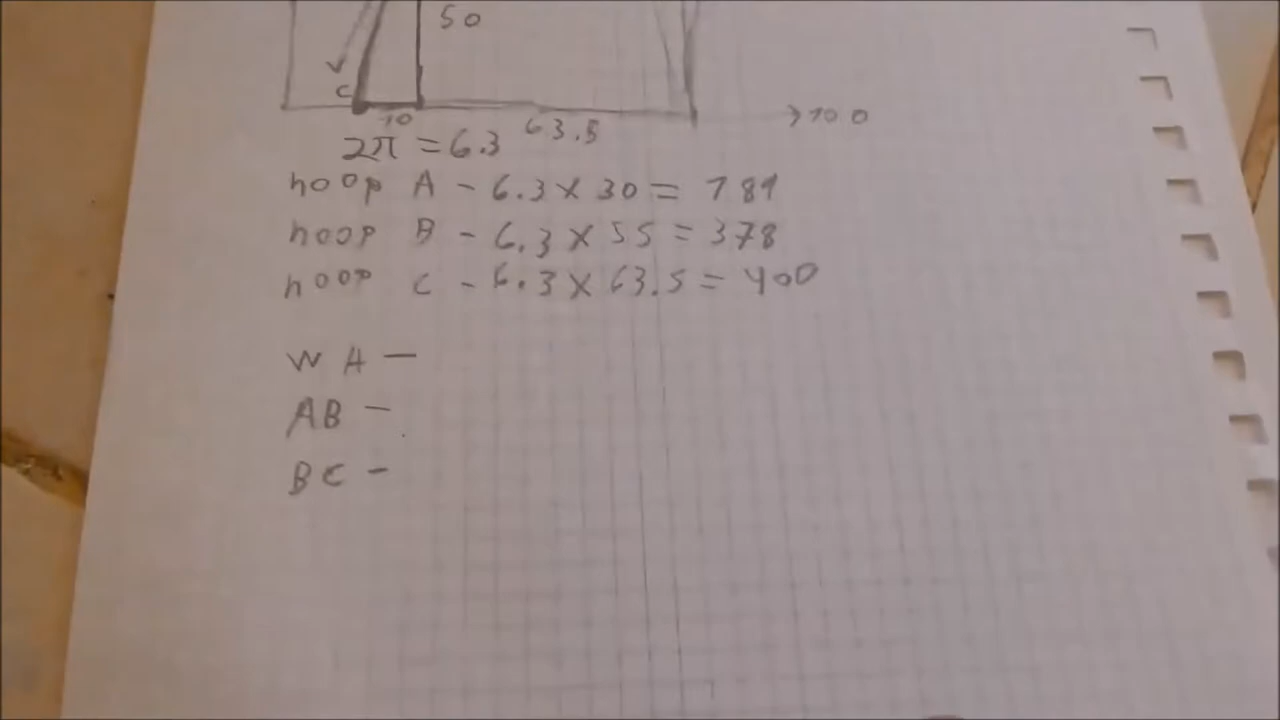 50
C
10
63.5
→100
2π = 6.3
hoop A - 6.3 x 30 = 189
hoop B - 6.3 x 55 = 378
hoop C - 6.3 x 63.5 = 400
W A -
AB -
BC -